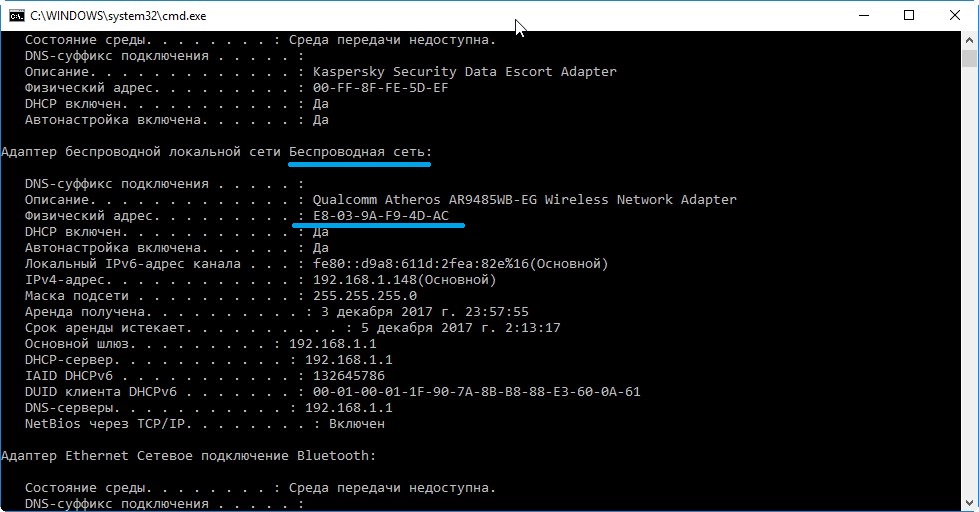 C:\WINDOWS\system32\cmd.exe
Состояние среды. . . . . . . . : Среда передачи недоступна.
DNS-суффикс подключения . . . . . :
Описание. . . . . . . . . . . . . : Kaspersky Security Data Escort Adapter
Физический адрес. . . . . . . . . : 00-FF-8F-FE-5D-EF
DHCP включен. . . . . . . . . . . : Да
Автонастройка включена. . . . . . : Да
Адаптер беспроводной локальной сети Беспроводная сеть:
DNS-суффикс подключения . . . . . :
Описание. . . . . . . . . . . . . : Qualcomm Atheros AR9485WB-EG Wireless Network Adapter
Физический адрес. . . . . . . . . : E8-03-9A-F9-4D-AC
DHCP включен. . . . . . . . . . . : Да
Автонастройка включена. . . . . . : Да
Локальный IPv6-адрес канала . . . : fe80::d9a8:611d:2fea:82e%16(Основной)
IPv4-адрес. . . . . . . . . . . . : 192.168.1.148(Основной)
Маска подсети . . . . . . . . . . : 255.255.255.0
Аренда получена. . . . . . . . . . : 3 декабря 2017 г. 23:57:55
Срок аренды истекает. . . . . . . . . . : 5 декабря 2017 г. 2:13:17
Основной шлюз. . . . . . . . . : 192.168.1.1
DHCP-сервер. . . . . . . . . . . : 192.168.1.1
IAID DHCPv6 . . . . . . . . . . . : 132645786
DUID клиента DHCPv6 . . . . . . . : 00-01-00-01-1F-90-7A-8B-B8-88-E3-60-0A-61
DNS-серверы. . . . . . . . . . . : 192.168.1.1
NetBios через TCP/IP. . . . . . . . : Включен
Адаптер Ethernet Сетевое подключение Bluetooth:
Состояние среды. . . . . . . . : Среда передачи недоступна.
DNS-суффикс подключения . . . . . :